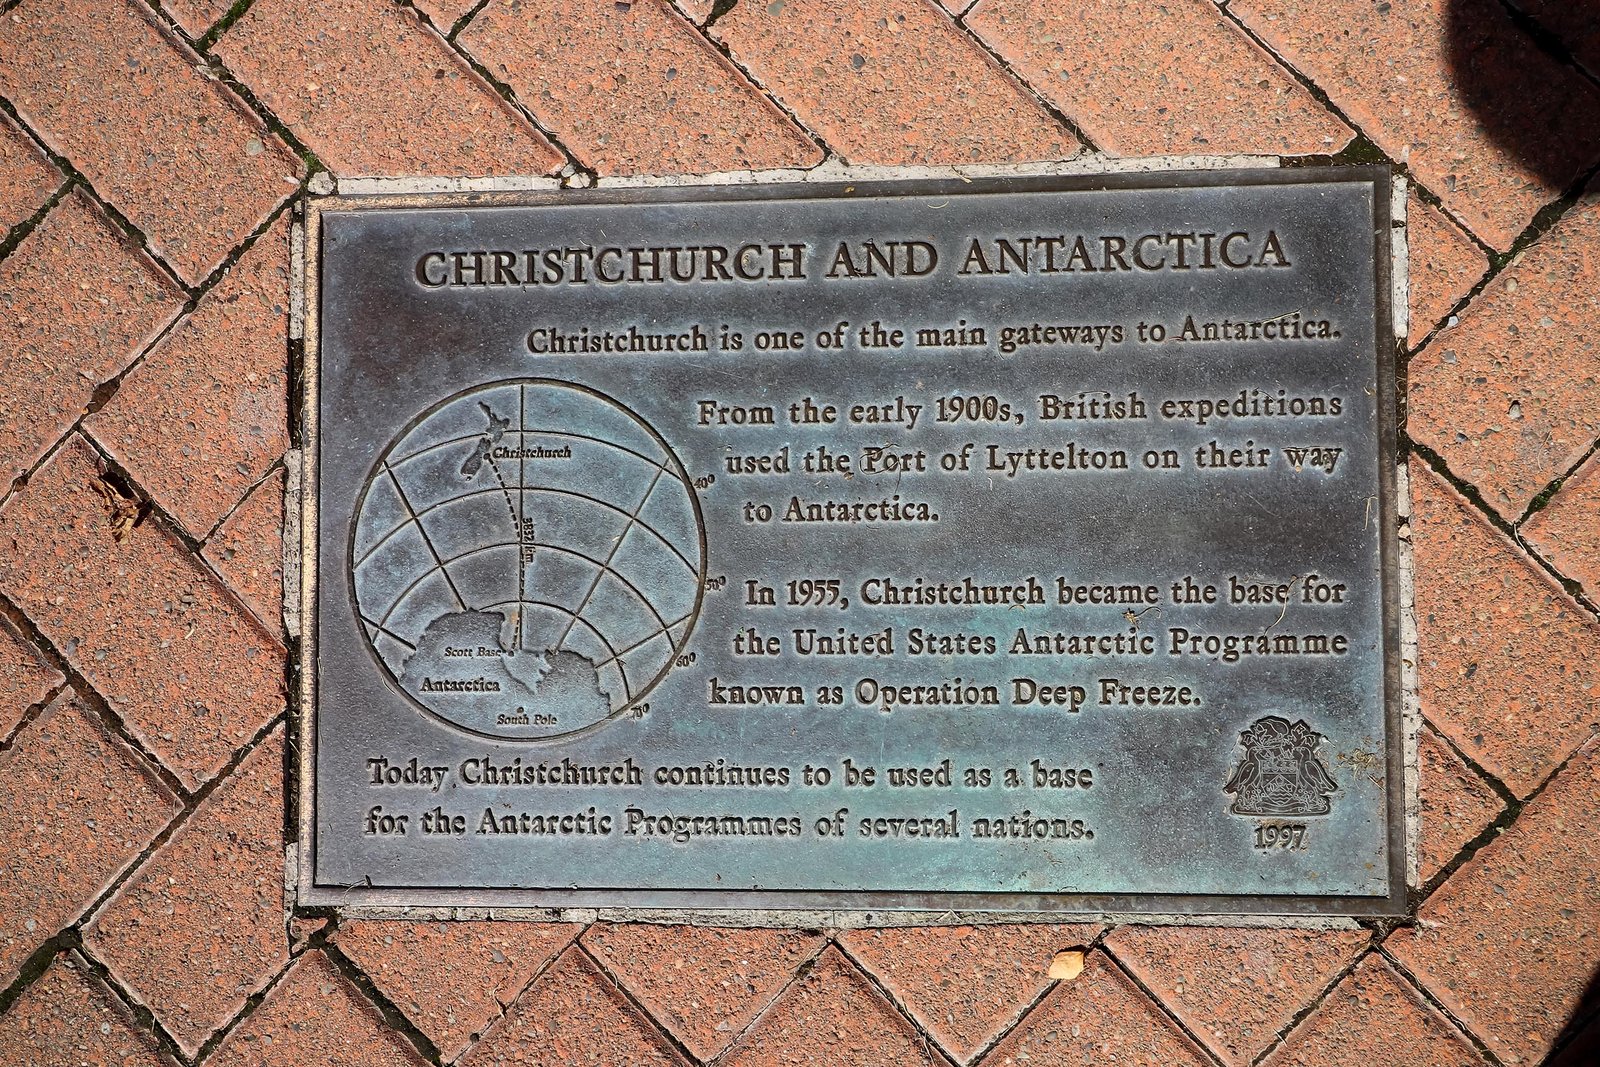 CHRISTCHURCH AND ANTARCTICA
Christchurch is one of the main gateways to Antarctica.
From the early 1900s, British expeditions
used the Port of Lyttelton on their way
to Antarctica.
In 1955, Christchurch became the base for
the United States Antarctic Programme
known as Operation Deep Freeze.
Today Christchurch continues to be used as a base
for the Antarctic Programmes of several nations.
Christchurch
40°
3832 km
50°
60°
70°
Scott Base
Antarctica
South Pole
1997